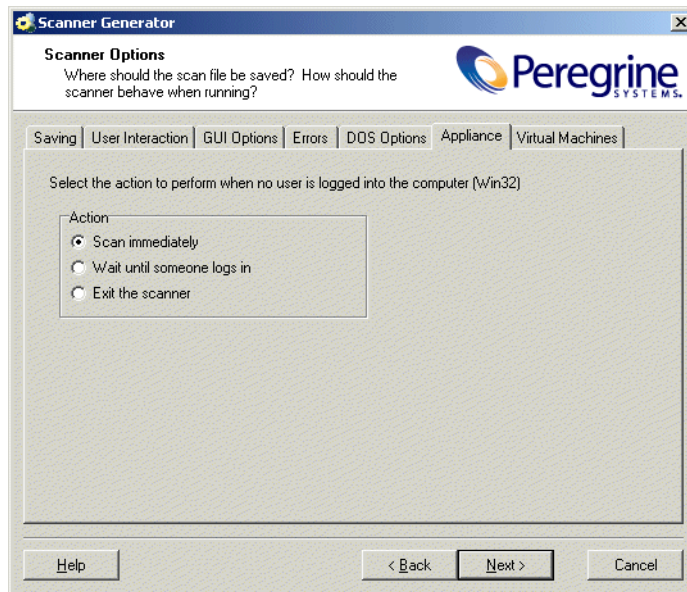 Scanner Generator
Scanner Options
Where should the scan file be saved? How should the
scanner behave when running?
Peregrine
SYSTEMS.
Saving
User Interaction
GUI Options
Errors
DOS Options
Appliance
Virtual Machines
Select the action to perform when no user is logged into the computer (Win32)
Action
Scan immediately
Wait until someone logs in
Exit the scanner
Help
< Back
Next >
Cancel